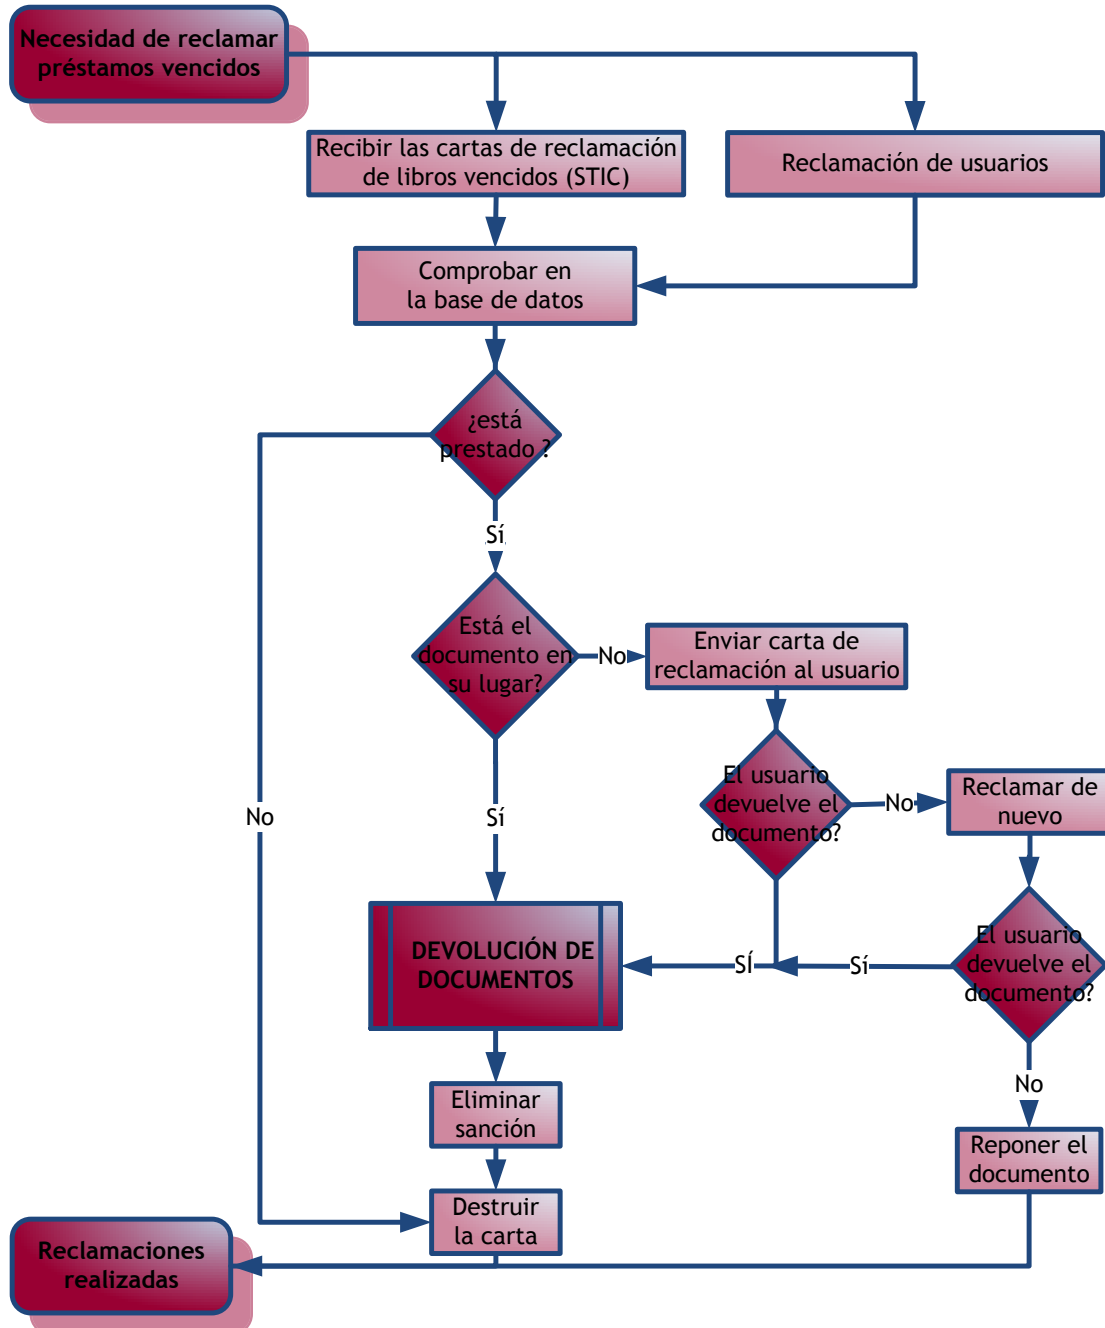 Necesidad de reclamar
préstamos vencidos
Recibir las cartas de reclamación
de libros vencidos (STIC)
Reclamación de usuarios
Comprobar en
la base de datos
¿está
prestado ?
Sí
Está el
documento en
su lugar?
No
Enviar carta de
reclamación al usuario
El usuario
devuelve el
documento?
No
Reclamar de
nuevo
No
Sí
El usuario
devuelve el
documento?
DEVOLUCIÓN DE
DOCUMENTOS
SÍ
Sí
No
Eliminar
sanción
Reponer el
documento
Destruir
la carta
Reclamaciones
realizadas